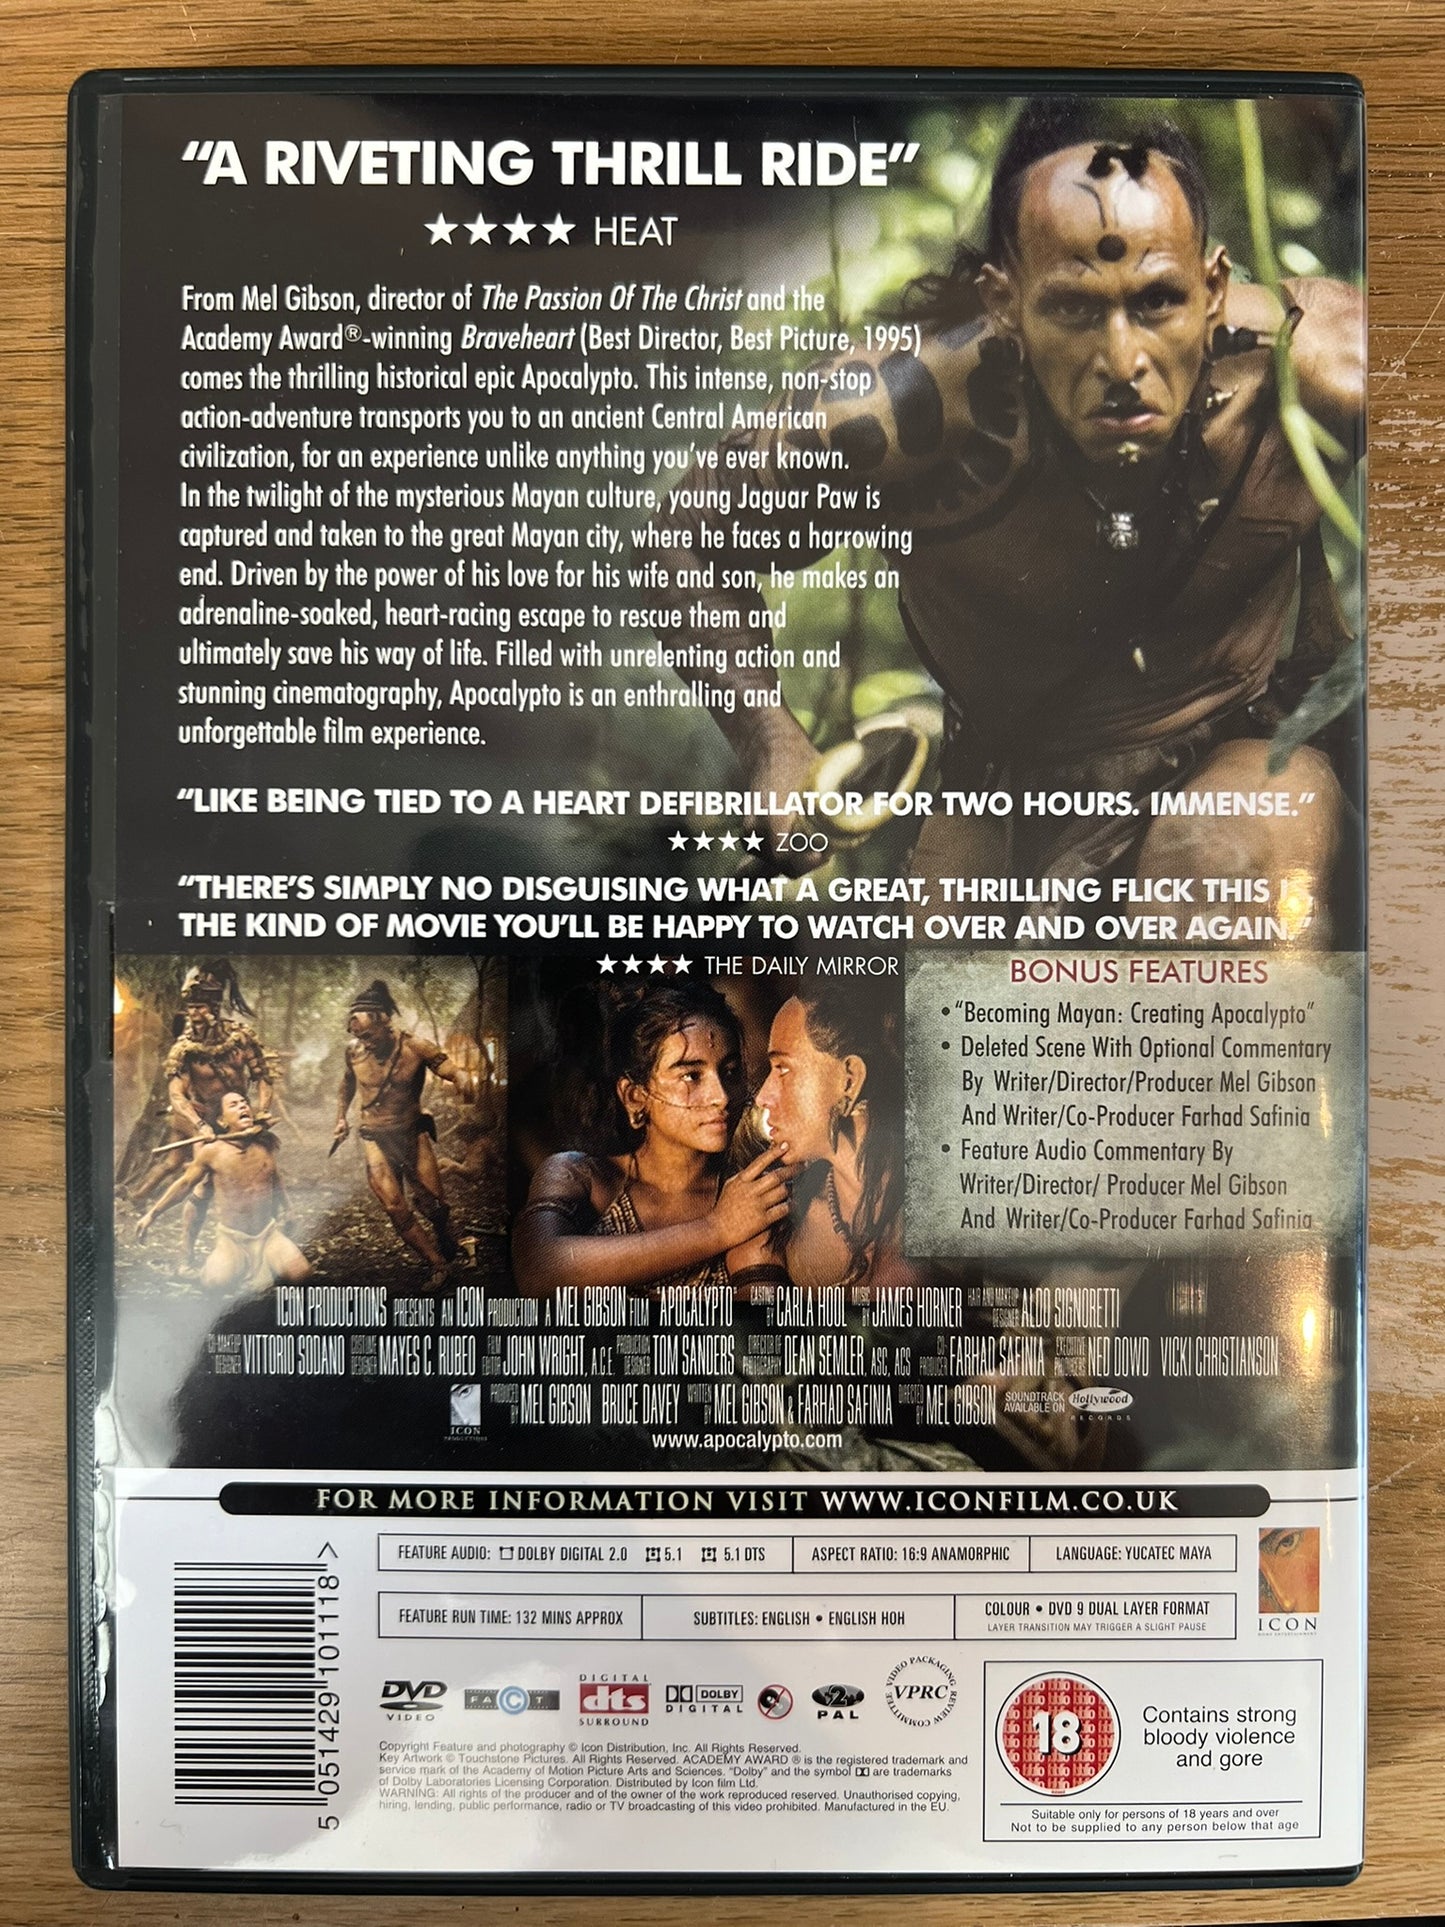 “A RIVETING THRILL RIDE”
★★★★ HEAT
From Mel Gibson, director of The Passion Of The Christ and the
Academy Award®-winning Braveheart (Best Director, Best Picture, 1995)
comes the thrilling historical epic Apocalypto. This intense, non-stop
action-adventure transports you to an ancient Central American
civilization, for an experience unlike anything you’ve ever known.
In the twilight of the mysterious Mayan culture, young Jaguar Paw is
captured and taken to the great Mayan city, where he faces a harrowing
end. Driven by the power of his love for his wife and son, he makes an
adrenaline-soaked, heart-racing escape to rescue them and
ultimately save his way of life. Filled with unrelenting action and
stunning cinematography, Apocalypto is an enthralling and
unforgettable film experience.
“LIKE BEING TIED TO A HEART DEFIBRILLATOR FOR TWO HOURS. IMMENSE.”
★★★★ ZOO
“THERE’S SIMPLY NO DISGUISING WHAT A GREAT, THRILLING FLICK THIS IS,
THE KIND OF MOVIE YOU’LL BE HAPPY TO WATCH OVER AND OVER AGAIN.”
★★★★ THE DAILY MIRROR
BONUS FEATURES
• “Becoming Mayan: Creating Apocalypto”
• Deleted Scene With Optional Commentary
By Writer/Director/Producer Mel Gibson
And Writer/Co-Producer Farhad Safinia
• Feature Audio Commentary By
Writer/Director/ Producer Mel Gibson
And Writer/Co-Producer Farhad Safinia
ICON PRODUCTIONS PRESENTS AN ICON PRODUCTION A MEL GIBSON FILM "APOCALYPTO" CASTING BY CARLA HOOL MUSIC BY JAMES HORNER HAIR AND MAKEUP DESIGNER ALDO SIGNORETTI
CO-MAKEUP DESIGNER VITTORIO SODANO COSTUME DESIGNER MAYES C. RUBEO FILM EDITOR JOHN WRIGHT, A.C.E. PRODUCTION DESIGNER TOM SANDERS DIRECTOR OF PHOTOGRAPHY DEAN SEMLER, ASC, ACS CO-PRODUCER FARHAD SAFINIA EXECUTIVE PRODUCERS NED DOWD VICKI CHRISTIANSON
ICON PRODUCTIONS PRODUCED BY MEL GIBSON BRUCE DAVEY WRITTEN BY MEL GIBSON & FARHAD SAFINIA DIRECTED BY MEL GIBSON SOUNDTRACK AVAILABLE ON Hollywood RECORDS
www.apocalypto.com
FOR MORE INFORMATION VISIT WWW.ICONFILM.CO.UK
FEATURE AUDIO: DOLBY DIGITAL 2.0 5.1 5.1 DTS ASPECT RATIO: 16:9 ANAMORPHIC LANGUAGE: YUCATEC MAYA
FEATURE RUN TIME: 132 MINS APPROX SUBTITLES: ENGLISH • ENGLISH HOH COLOUR • DVD 9 DUAL LAYER FORMAT
LAYER TRANSITION MAY TRIGGER A SLIGHT PAUSE
ICON
HOME ENTERTAINMENT
5 051429 101118 >
DVD VIDEO
FACT
DIGITAL dts SURROUND
DOLBY DIGITAL
2 PAL
VIDEO PACKAGING REVIEW COMMITTEE VPRC
18
Contains strong
bloody violence
and gore
Suitable only for persons of 18 years and over
Not to be supplied to any person below that age
Copyright Feature and photography © Icon Distribution, Inc. All Rights Reserved.
Key Artwork © Touchstone Pictures. All Rights Reserved. ACADEMY AWARD ® is the registered trademark and
service mark of the Academy of Motion Picture Arts and Sciences. "Dolby" and the symbol are trademarks
of Dolby Laboratories Licensing Corporation. Distributed by Icon film Ltd.
WARNING: All rights of the producer and of the owner of the work reproduced reserved. Unauthorised copying,
hiring, lending, public performance, radio or TV broadcasting of this video prohibited. Manufactured in the EU.